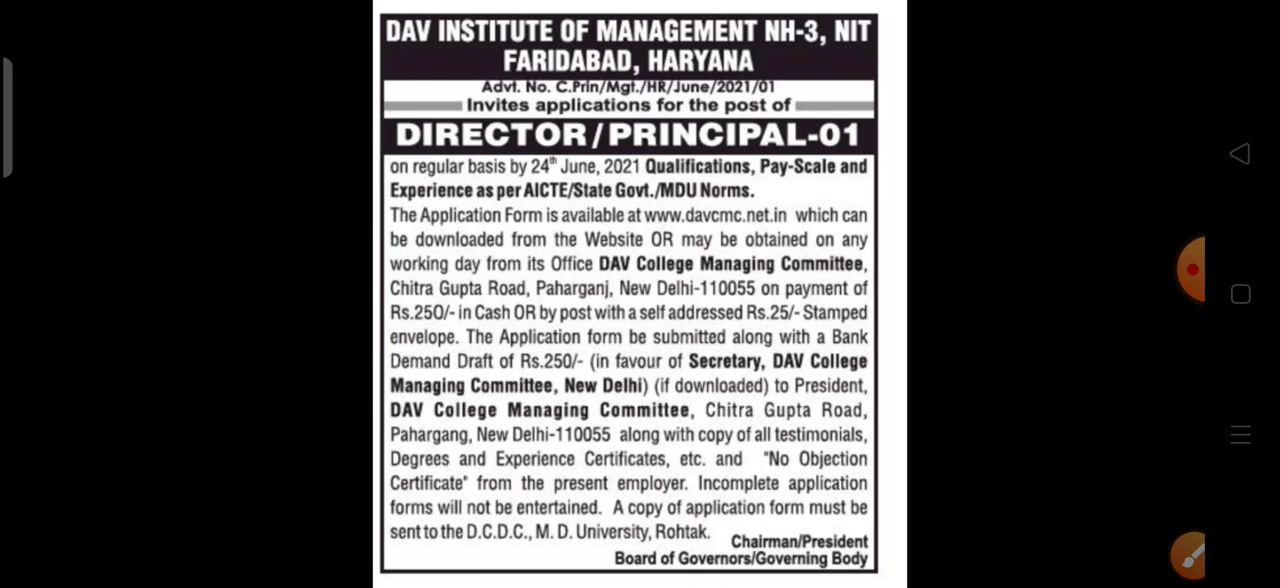 DAV INSTITUTE OF MANAGEMENT NH-3, NIT
FARIDABAD, HARYANA
Advt. No. C.Prin/Mgt./HR/June/2021/01
Invites applications for the post of
DIRECTOR/PRINCIPAL-01
on regular basis by 24th June, 2021 Qualifications, Pay-Scale and
Experience as per AICTE/State Govt./MDU Norms.
The Application Form is available at www.davcmc.net.in which can
be downloaded from the Website OR may be obtained on any
working day from its Office DAV College Managing Committee,
Chitra Gupta Road, Paharganj, New Delhi-110055 on payment of
Rs.250/- in Cash OR by post with a self addressed Rs.25/- Stamped
envelope. The Application form be submitted along with a Bank
Demand Draft of Rs.250/- (in favour of Secretary, DAV College
Managing Committee, New Delhi) (if downloaded) to President,
DAV College Managing Committee, Chitra Gupta Road,
Pahargang, New Delhi-110055 along with copy of all testimonials,
Degrees and Experience Certificates, etc. and "No Objection
Certificate" from the present employer. Incomplete application
forms will not be entertained. A copy of application form must be
sent to the D.C.D.C., M. D. University, Rohtak.
Chairman/President
Board of Governors/Governing Body